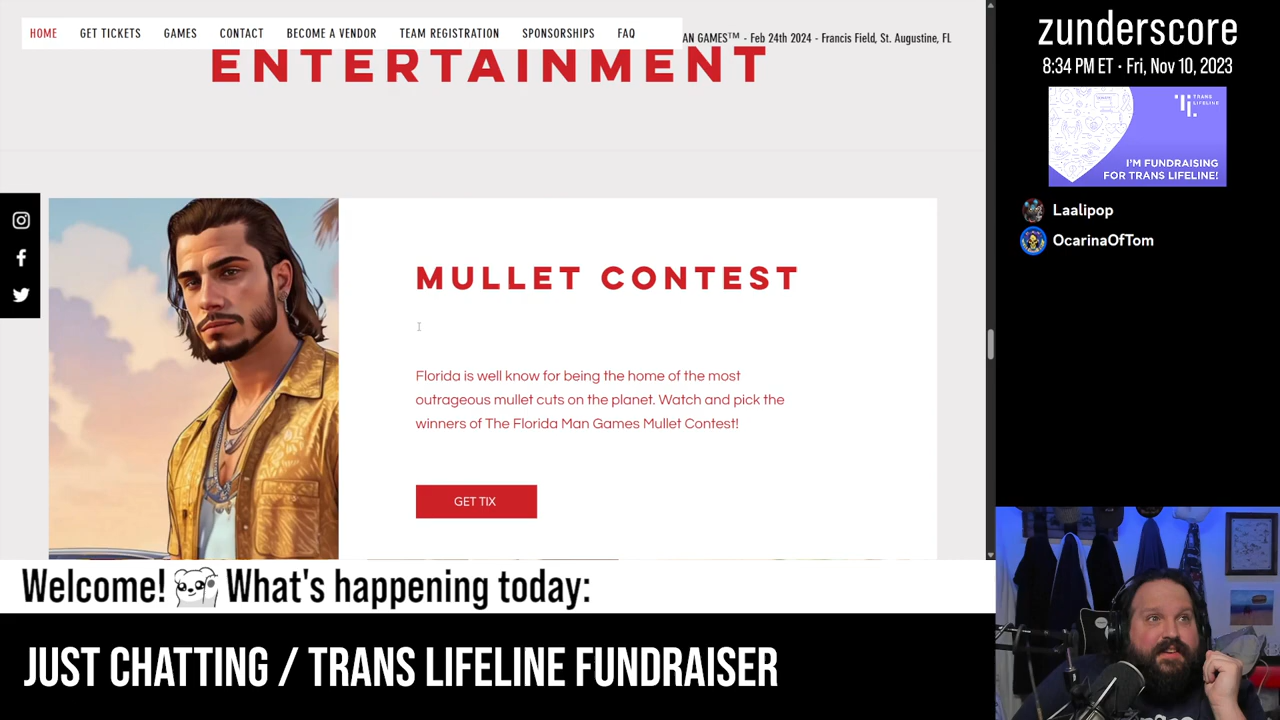 HOME GET TICKETS GAMES CONTACT BECOME A VENDOR TEAM REGISTRATION SPONSORSHIPS FAQ
AN GAMES™ - Feb 24th 2024 - Francis Field, St. Augustine, FL
ENTERTAINMENT
MULLET CONTEST
Florida is well know for being the home of the most
outrageous mullet cuts on the planet. Watch and pick the
winners of The Florida Man Games Mullet Contest!
GET TIX
zunderscore
8:34 PM ET · Fri, Nov 10, 2023
TRANS
LIFELINE
I'M FUNDRAISING
FOR TRANS LIFELINE!
Laalipop
OcarinaOfTom
Welcome! What's happening today:
JUST CHATTING / TRANS LIFELINE FUNDRAISER